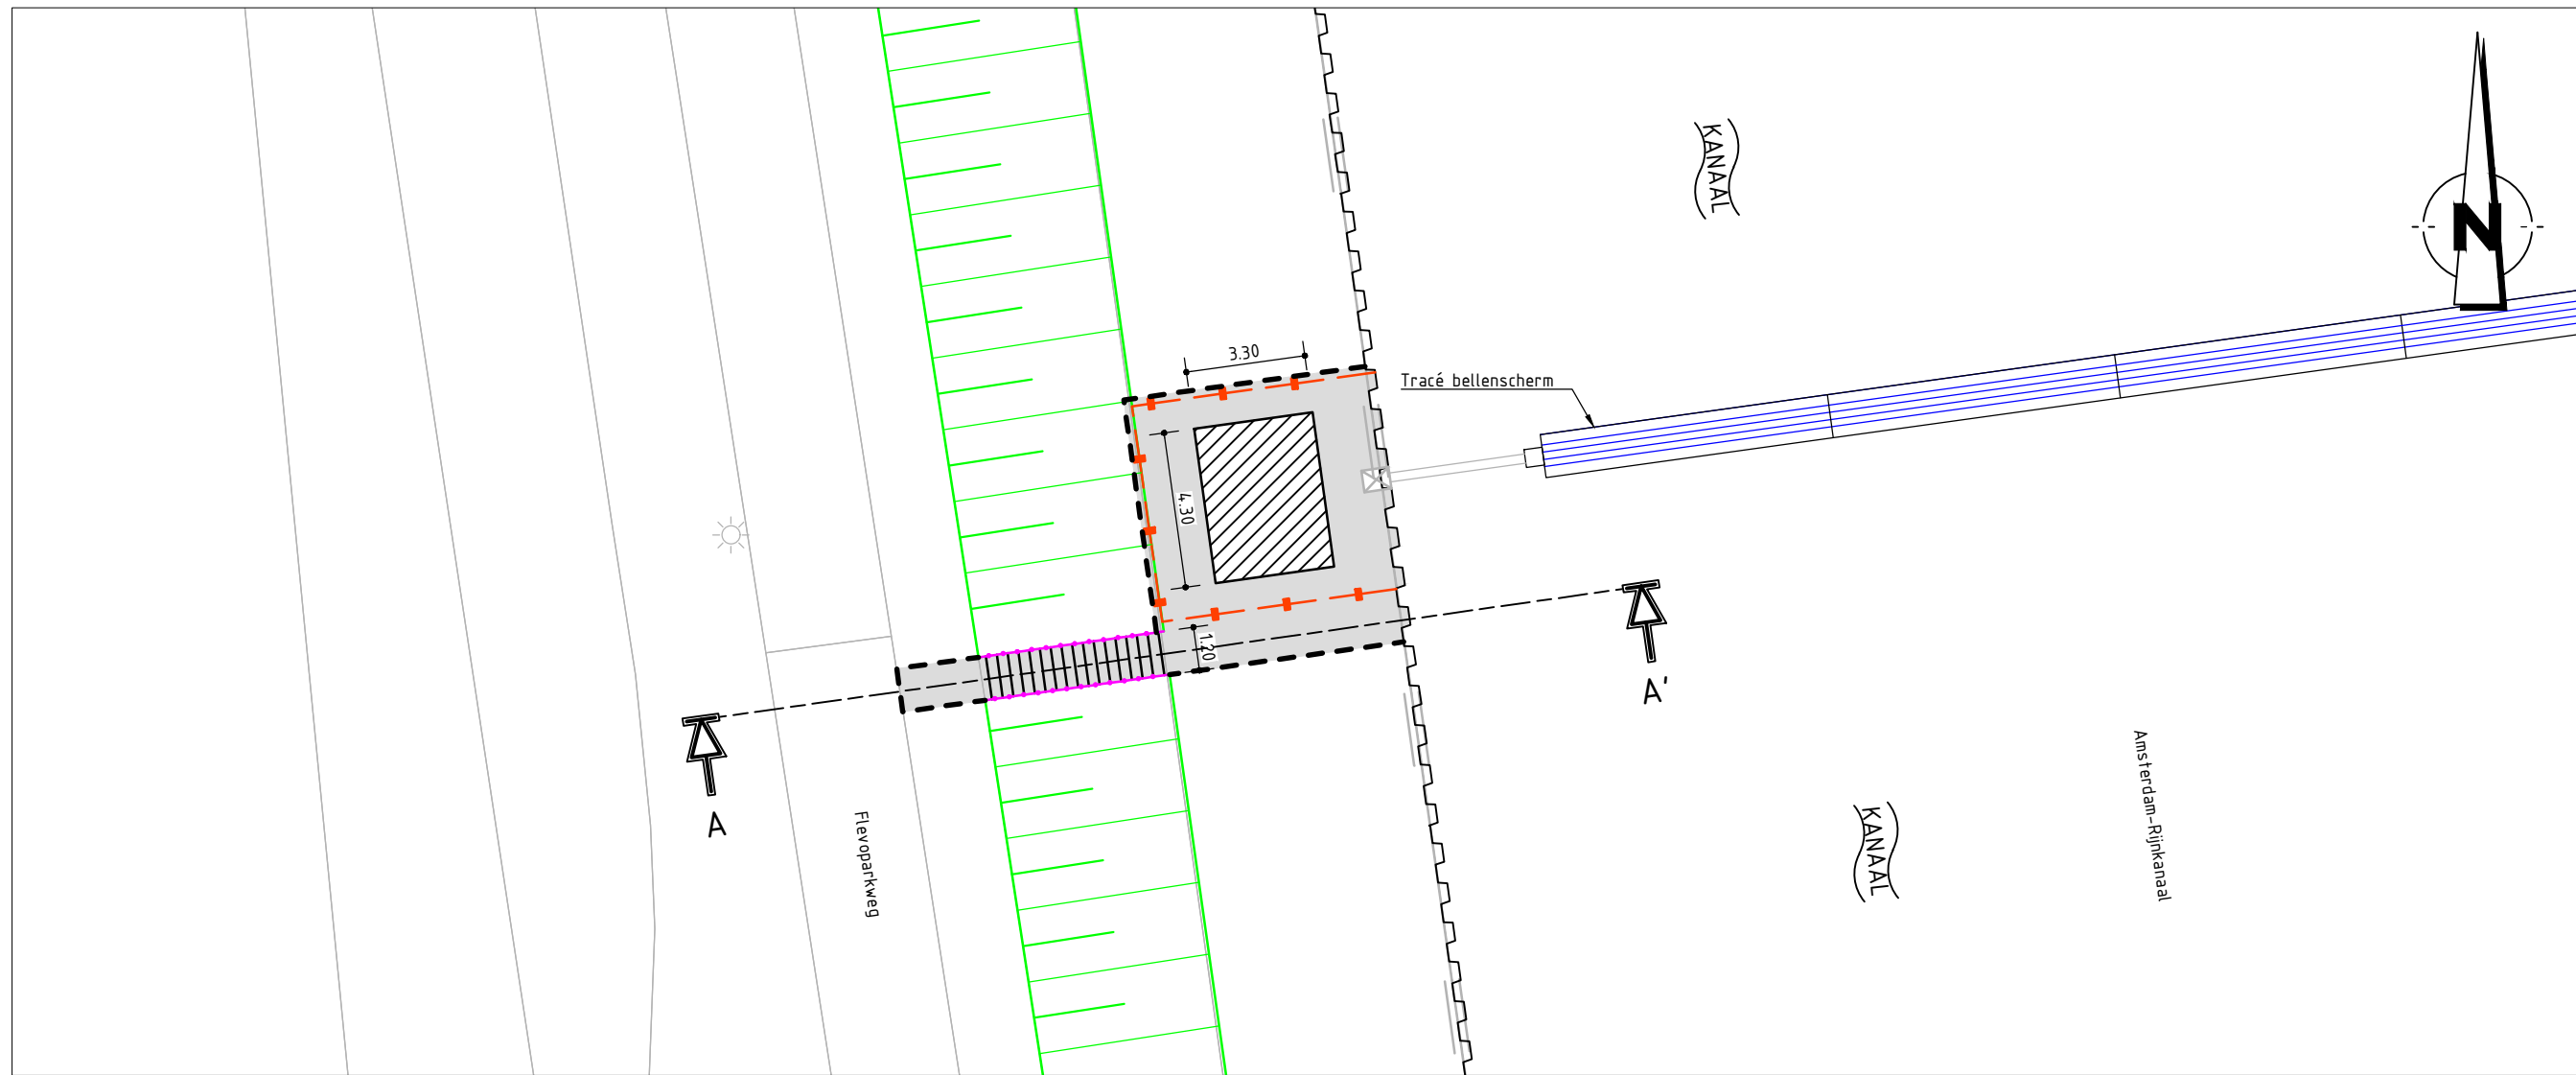 KANAAL
N
3.30
Tracé bellenscherm
4.30
1.20
A'
A
Flevoparkweg
KANAAL
Amsterdam-Rijnkanaal